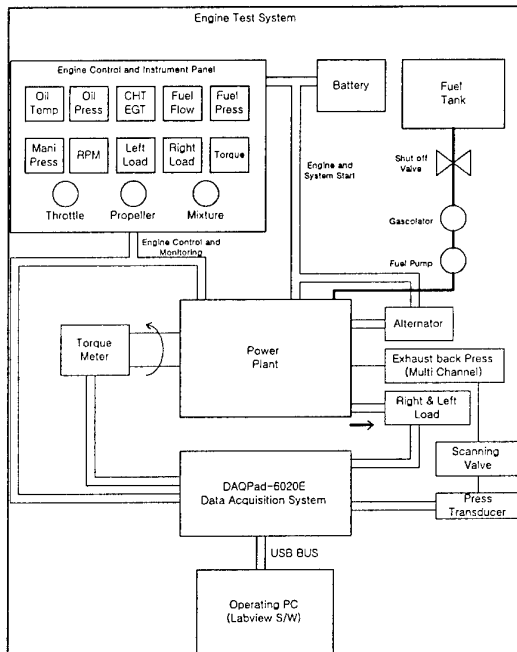 Engine Test System
Engine Control and Instrument Panel
Oil
Temp
Oil
Press
CHT
EGT
Fuel
Flow
Fuel
Press
Mani
Press
RPM
Left
Load
Right
Load
Torque
Throttle
Propeller
Mixture
Battery
Fuel
Tank
Engine and
System Start
Shut off
Valve
Gascolator
Fuel Pump
Engine Control and
Monitoring
Alternator
Torque
Meter
Power
Plant
Exhaust back Press
(Multi Channel)
Right & Left
Load
Scanning
Valve
DAQPad-6020E
Data Acquisition System
Press
Transducer
USB BUS
Operating PC
(Labview S/W)